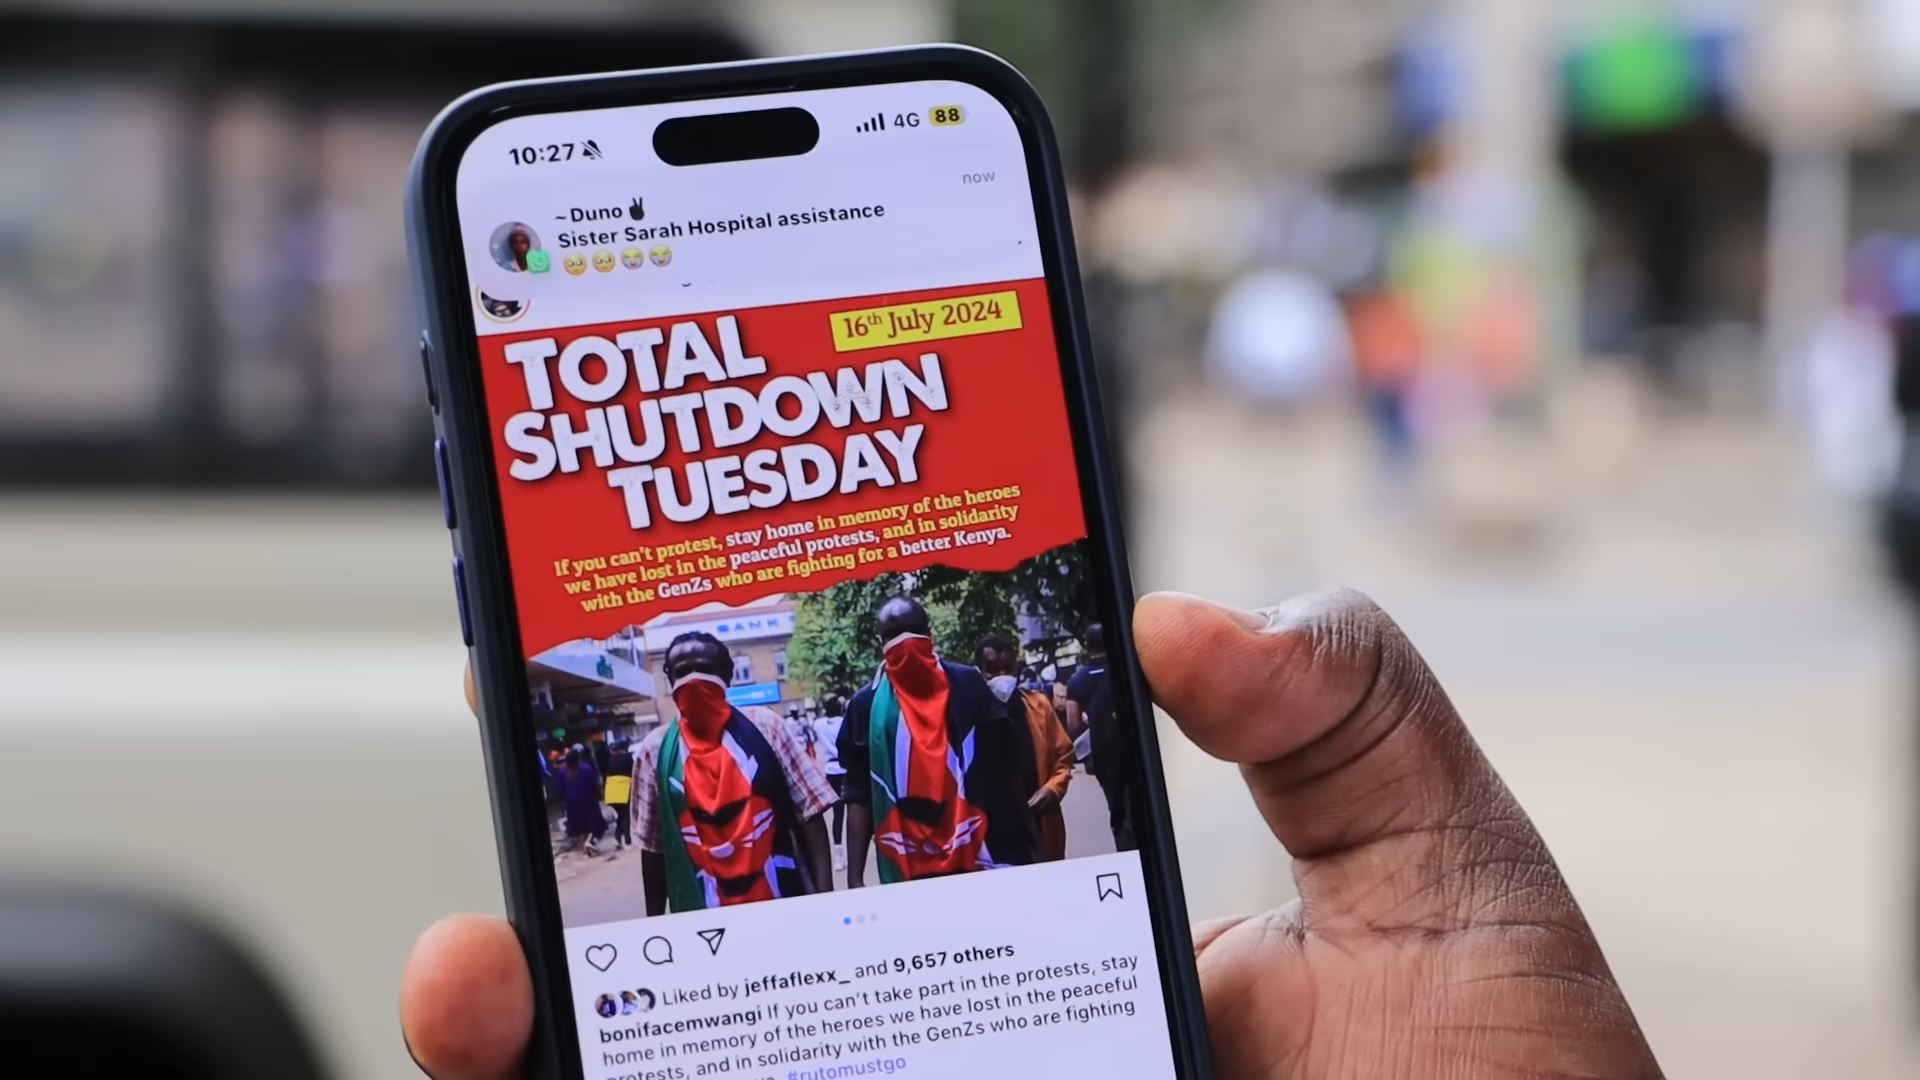 10:27
4G 88
now
~Duno✌🏿
Sister Sarah Hospital assistance
🥺🥺😭😭
16th July 2024
TOTAL
SHUTDOWN
TUESDAY
If you can't protest, stay home in memory of the heroes
we have lost in the peaceful protests, and in solidarity
with the GenZs who are fighting for a better Kenya.
BANK
Liked by jeffaflexx_ and 9,657 others
bonifacemwangi If you can't take part in the protests, stay
home in memory of the heroes we have lost in the peaceful
protests, and in solidarity with the GenZs who are fighting
#rutomustgo